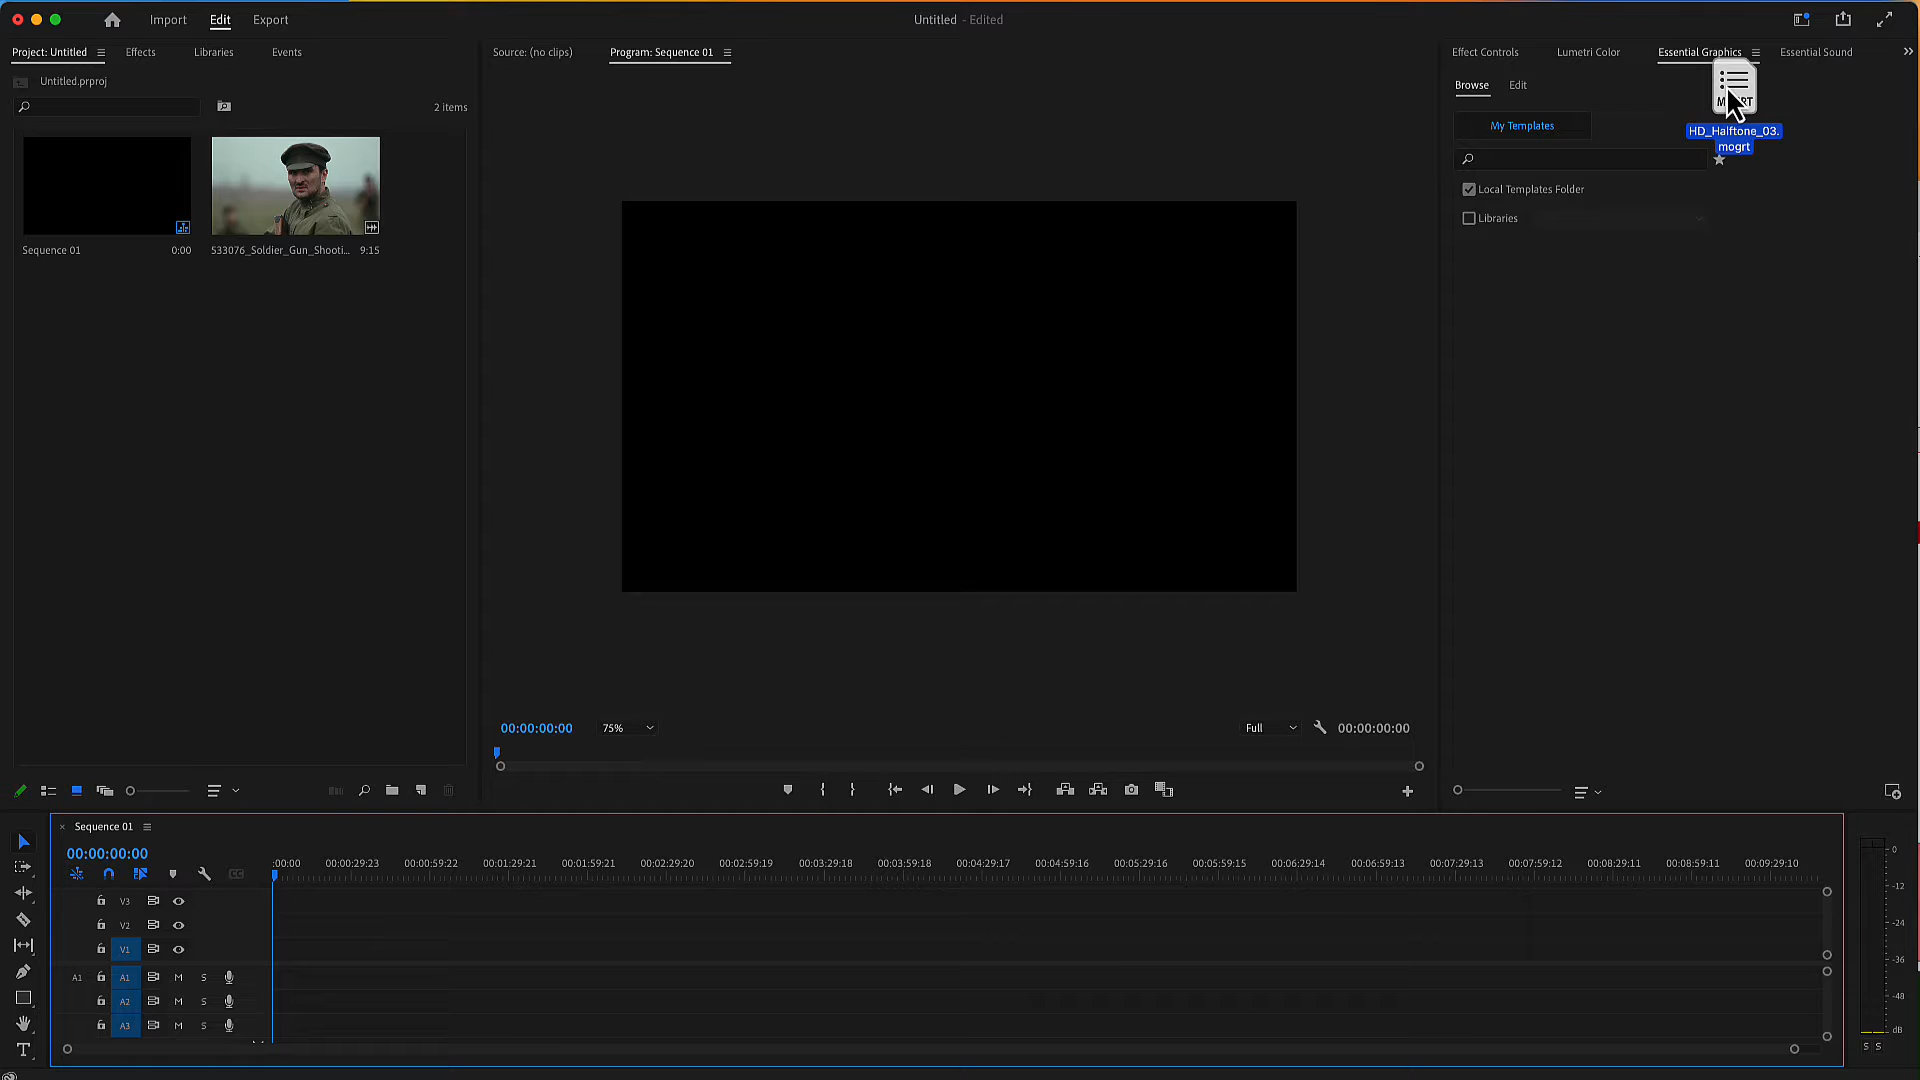 Import Edit Export Untitled - Edited
Project: Untitled Effects Libraries Events Source: (no clips) Program: Sequence 01 Effect Controls Lumetri Color Essential Graphics Essential Sound
Untitled.prproj
Browse Edit
2 items
My Templates
HD_Halftone_03.
mogrt
Local Templates Folder
Libraries
Sequence 01 0:00 533076_Soldier_Gun_Shooti... 9:15
00:00:00:00 75% Full 00:00:00:00
Sequence 01
00:00:00:00
:00:00 00:00:29:23 00:00:59:22 00:01:29:21 00:01:59:21 00:02:29:20 00:02:59:19 00:03:29:18 00:03:59:18 00:04:29:17 00:04:59:16 00:05:29:16 00:05:59:15 00:06:29:14 00:06:59:13 00:07:29:13 00:07:59:12 00:08:29:11 00:08:59:11 00:09:29:10
V3
V2
V1
A1 A1 M S
A2 M S
A3 M S
0
-12
-24
-36
-48
dB
S S